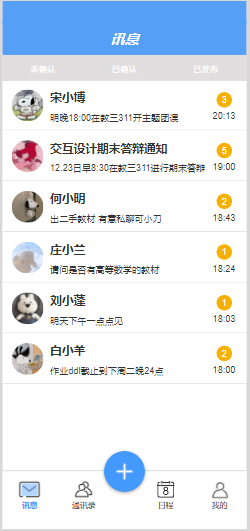 讯息
未确认 已确认 已发布
宋小博 3
明晚18:00在教三311开主题团课 20:13
交互设计期末答辩通知 5
12.23日早8:30在教三311进行期末答辩 19:00
何小明 2
出二手教材 有意私聊可小刀 18:43
庄小兰 1
请问是否有高等数学的教材 18:24
刘小蓬 1
明天下午一点点见 18:03
白小羊 2
作业ddl截止到下周二晚24点 18:00
8
讯息 通讯录 日程 我的